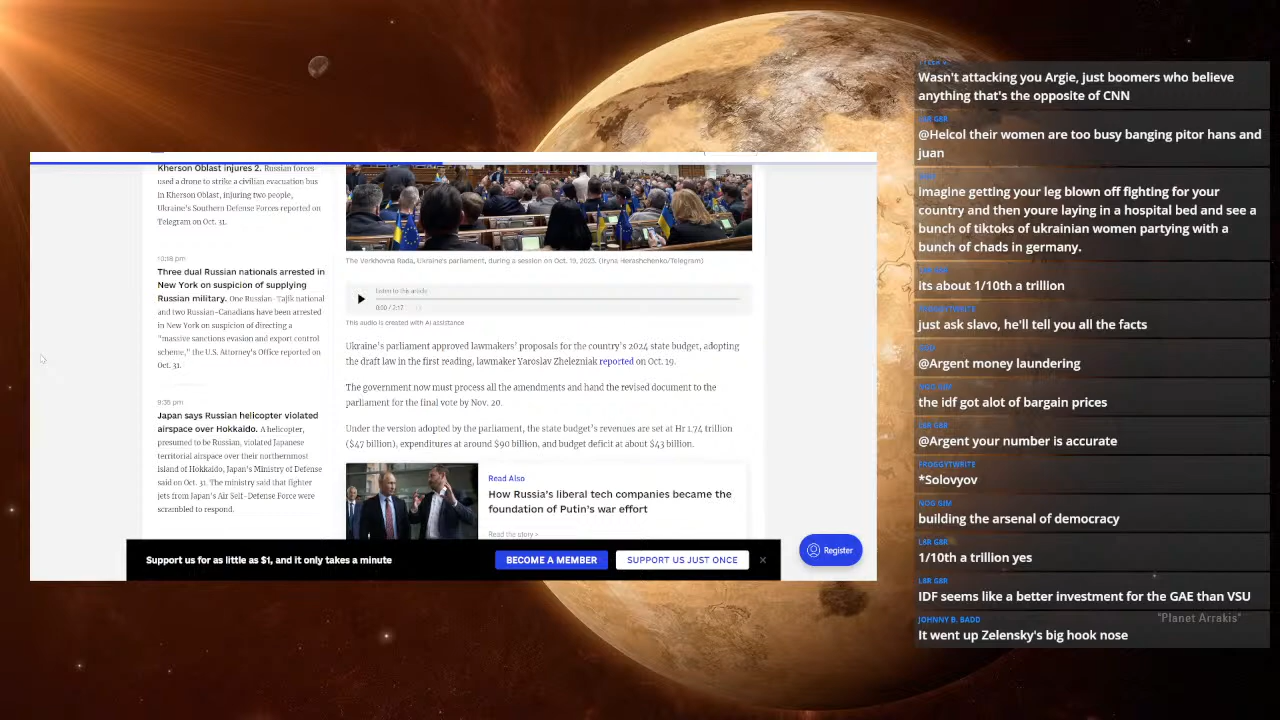 Kherson Oblast injures 2. Russian forces
used a drone to strike a civilian evacuation bus
in Kherson Oblast, injuring two people,
Ukraine's Southern Defense Forces reported on
Telegram on Oct. 31.
10:18 pm
Three dual Russian nationals arrested in
New York on suspicion of supplying
Russian military. One Russian-Tajik national
and two Russian-Canadians have been arrested
in New York on suspicion of directing a
"massive sanctions evasion and export control
scheme," the U.S. Attorney's Office reported on
Oct. 31.
9:35 pm
Japan says Russian helicopter violated
airspace over Hokkaido. A helicopter,
presumed to be Russian, violated Japanese
territorial airspace over their northernmost
island of Hokkaido, Japan's Ministry of Defense
said on Oct. 31. The ministry said that fighter
jets from Japan's Air Self-Defense Force were
scrambled to respond.
The Verkhovna Rada, Ukraine's parliament, during a session on Oct. 19, 2023. (Iryna Herashchenko/Telegram)
Listen to this article
0:00 / 2:17
This audio is created with AI assistance
Ukraine's parliament approved lawmakers' proposals for the country's 2024 state budget, adopting
the draft law in the first reading, lawmaker Yaroslav Zhelezniak reported on Oct. 19.
The government now must process all the amendments and hand the revised document to the
parliament for the final vote by Nov. 20.
Under the version adopted by the parliament, the state budget's revenues are set at Hr 1.74 trillion
($47 billion), expenditures at around $90 billion, and budget deficit at about $43 billion.
Read Also
How Russia's liberal tech companies became the
foundation of Putin's war effort
Read the story >
Support us for as little as $1, and it only takes a minute
BECOME A MEMBER
SUPPORT US JUST ONCE
×
Register
Wasn't attacking you Argie, just boomers who believe
anything that's the opposite of CNN
L8R G8R
@Helcol their women are too busy banging pitor hans and
juan
imagine getting your leg blown off fighting for your
country and then youre laying in a hospital bed and see a
bunch of tiktoks of ukrainian women partying with a
bunch of chads in germany.
its about 1/10th a trillion
FROGGYTWRITE
just ask slavo, he'll tell you all the facts
@Argent money laundering
NOG GIM
the idf got alot of bargain prices
L8R G8R
@Argent your number is accurate
FROGGYTWRITE
*Solovyov
NOG GIM
building the arsenal of democracy
L8R G8R
1/10th a trillion yes
L8R G8R
IDF seems like a better investment for the GAE than VSU
JOHNNY B. BADD
It went up Zelensky's big hook nose
"Planet Arrakis"